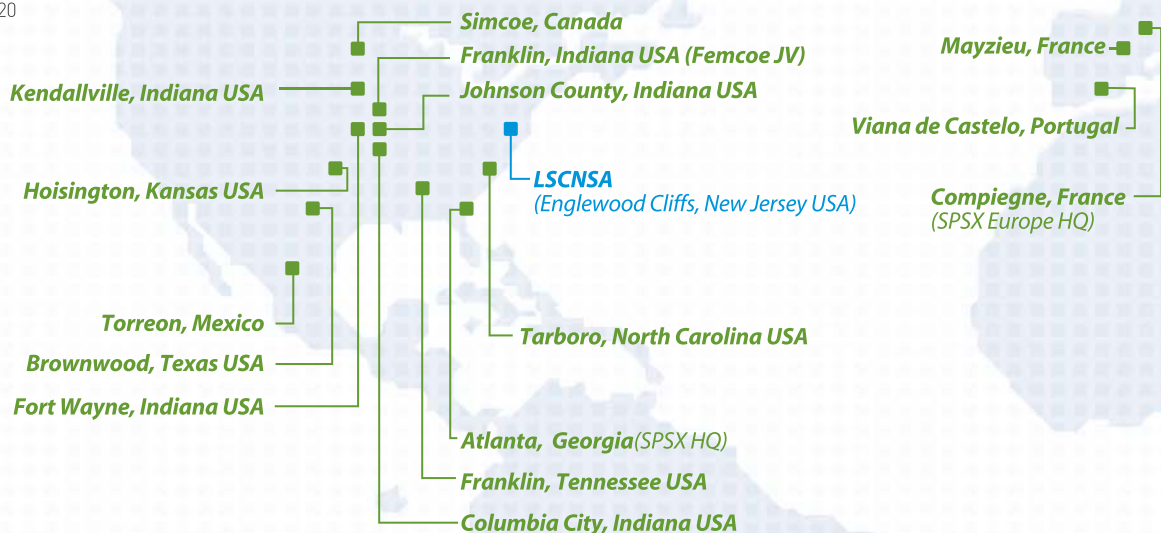 20
Simcoe, Canada
Franklin, Indiana USA (Femcoe JV)
Kendallville, Indiana USA
Johnson County, Indiana USA
Hoisington, Kansas USA
LSCNSA
(Englewood Cliffs, New Jersey USA)
Torreon, Mexico
Brownwood, Texas USA
Fort Wayne, Indiana USA
Tarboro, North Carolina USA
Atlanta, Georgia(SPSX HQ)
Franklin, Tennessee USA
Columbia City, Indiana USA
Mayzieu, France
Viana de Castelo, Portugal
Compiegne, France
(SPSX Europe HQ)